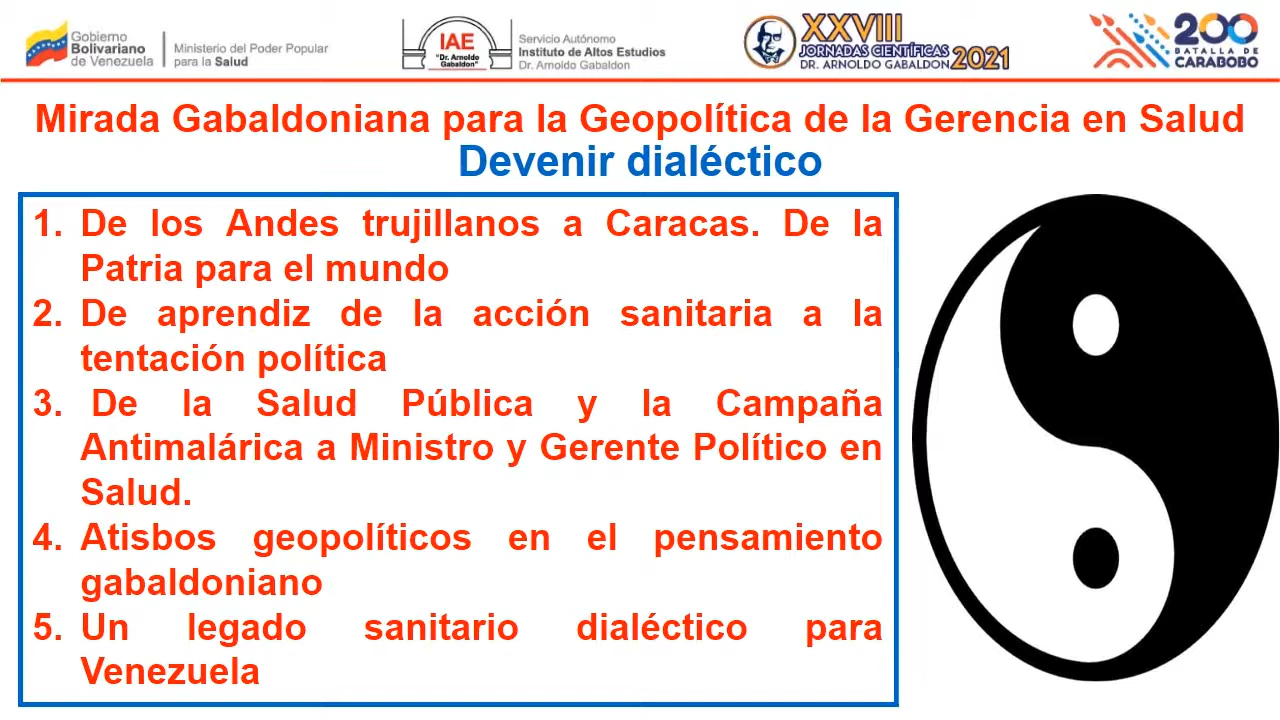 Gobierno
Bolivariano
de Venezuela
Ministerio del Poder Popular
para la Salud
IAE
"Dr. Arnoldo
Gabaldon"
Servicio Autónomo
Instituto de Altos Estudios
Dr. Arnoldo Gabaldon
XXVIII
JORNADAS CIENTÍFICAS
DR. ARNOLDO GABALDON
2021
200
BATALLA DE
CARABOBO
Mirada Gabaldoniana para la Geopolítica de la Gerencia en Salud
Devenir dialéctico
1. De los Andes trujillanos a Caracas. De la
Patria para el mundo
2. De aprendiz de la acción sanitaria a la
tentación política
3. De la Salud Pública y la Campaña
Antimalárica a Ministro y Gerente Político en
Salud.
4. Atisbos geopolíticos en el pensamiento
gabaldoniano
5. Un legado sanitario dialéctico para
Venezuela